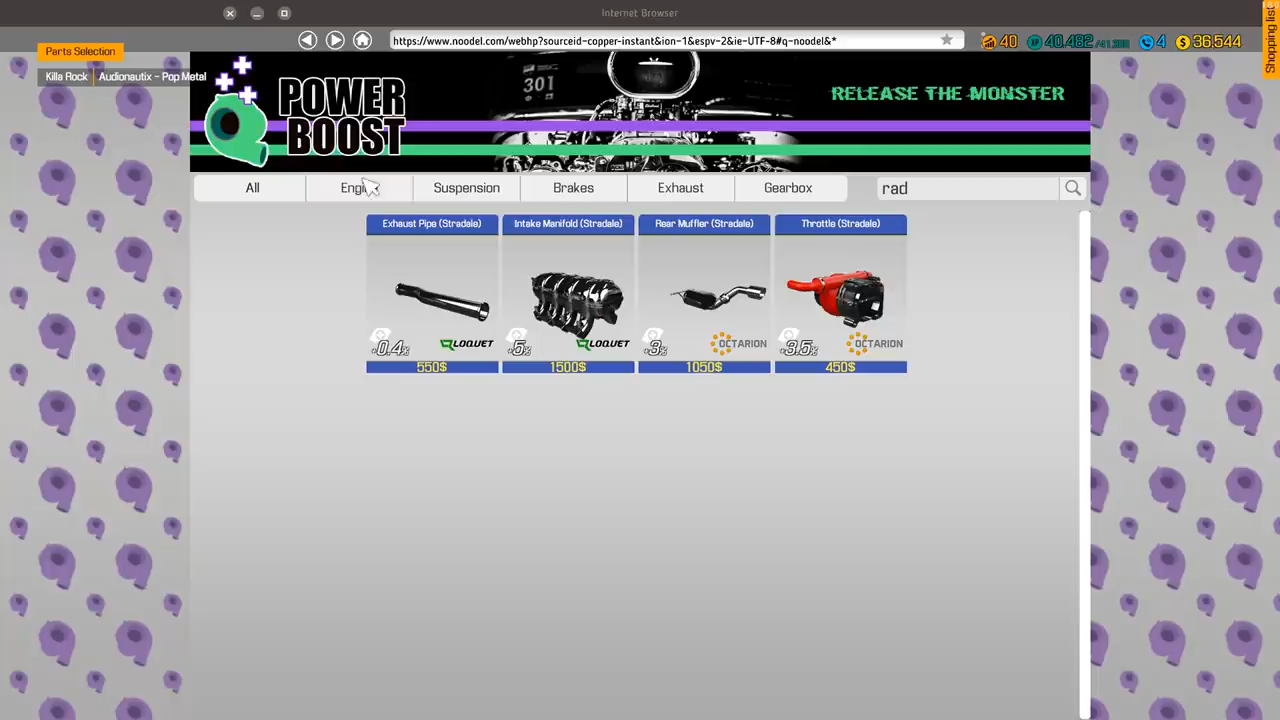 Internet Browser
Parts Selection
https://www.noodel.com/webhp?sourceid-copper-instant&ion-1&espv-2&ie-UTF-8#q-noodel&*
40
40.482/41.300
4
36.544
Shopping list
Killa Rock
Audionautix - Pop Metal
POWER BOOST
301
RELEASE THE MONSTER
All
Suspension
Brakes
Exhaust
Gearbox
rad
Exhaust Pipe (Stradale)
Intake Manifold (Stradale)
Rear Muffler (Stradale)
Throttle (Stradale)
+0.4%
LOQUET
+5%
LOQUET
+3%
OCTARION
+3.5%
OCTARION
550$
1500$
1050$
450$